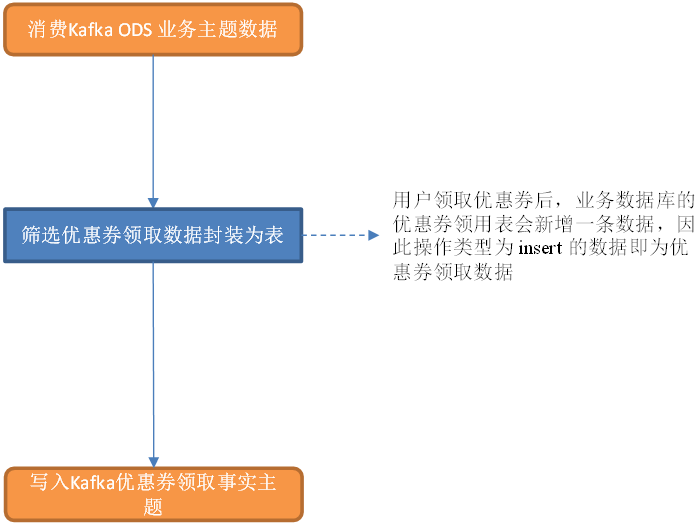 消费Kafka ODS 业务主题数据
筛选优惠券领取数据封装为表
用户领取优惠券后，业务数据库的
优惠券领用表会新增一条数据，因
此操作类型为 insert 的数据即为优
惠券领取数据
写入Kafka优惠券领取事实主
题